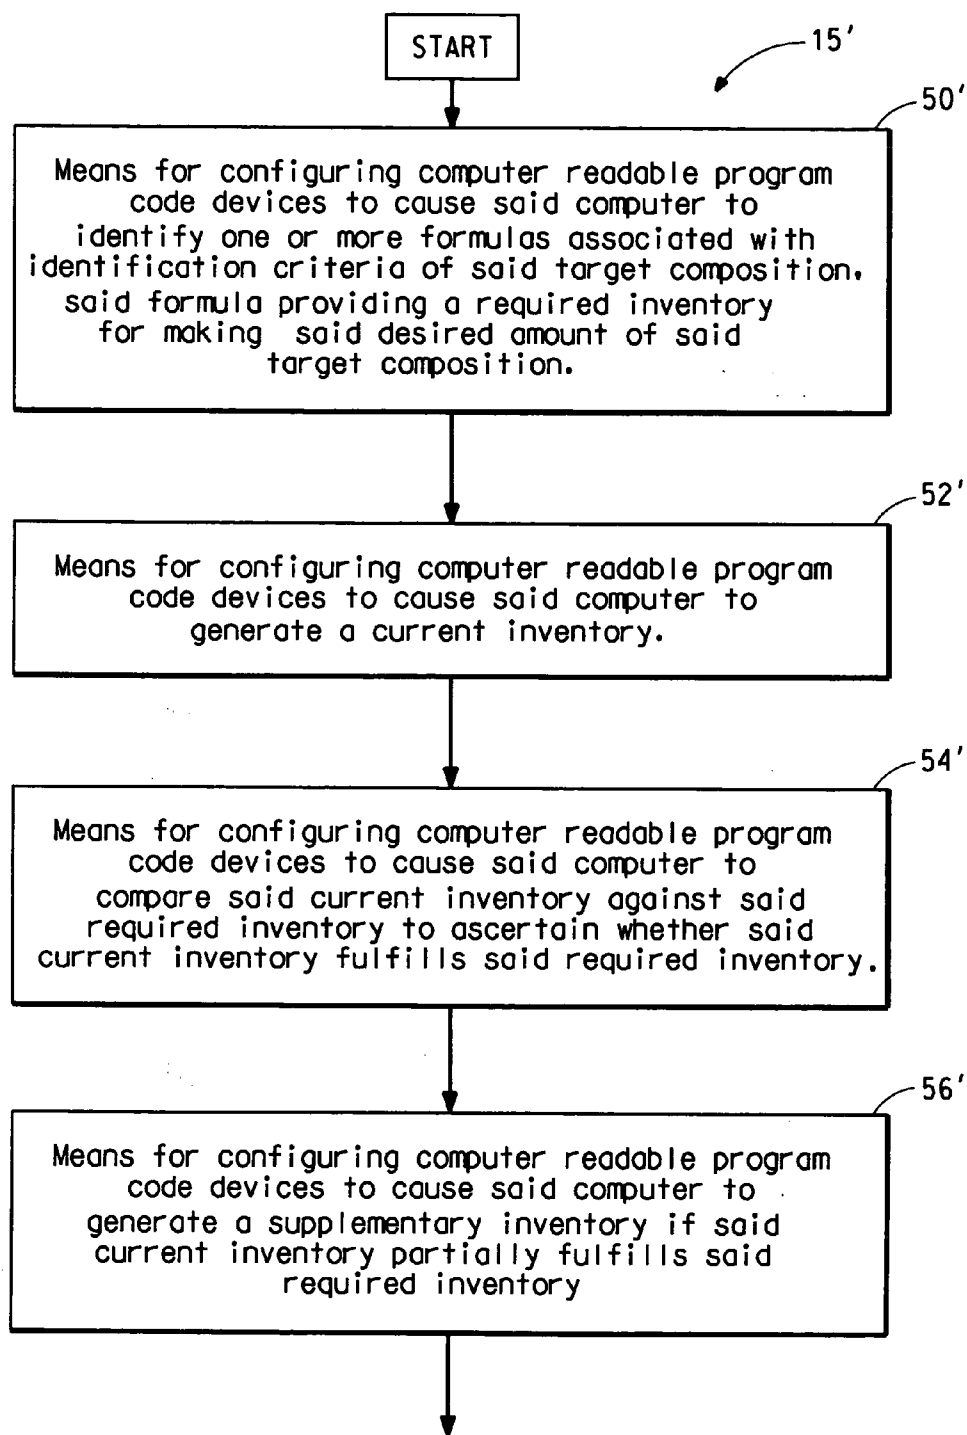 START
15'
50'
Means for configuring computer readable program
code devices to cause said computer to
identify one or more formulas associated with
identification criteria of said target composition,
said formula providing a required inventory
for making said desired amount of said
target composition.
52'
Means for configuring computer readable program
code devices to cause said computer to
generate a current inventory.
54'
Means for configuring computer readable program
code devices to cause said computer to
compare said current inventory against said
required inventory to ascertain whether said
current inventory fulfills said required inventory.
56'
Means for configuring computer readable program
code devices to cause said computer to
generate a supplementary inventory if said
current inventory partially fulfills said
required inventory